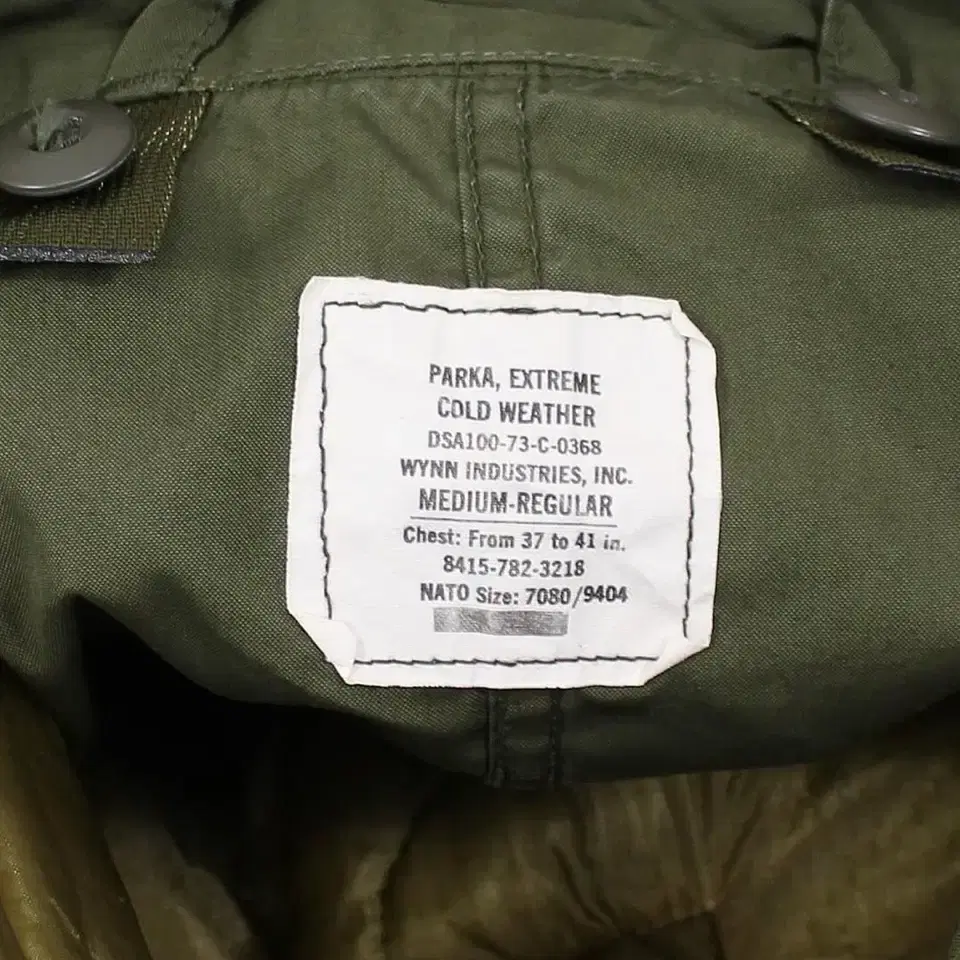 PARKA, EXTREME
COLD WEATHER
DSA100-73-C-0368
WYNN INDUSTRIES, INC.
MEDIUM-REGULAR
Chest: From 37 to 41 in.
8415-782-3218
NATO Size: 7080/9404